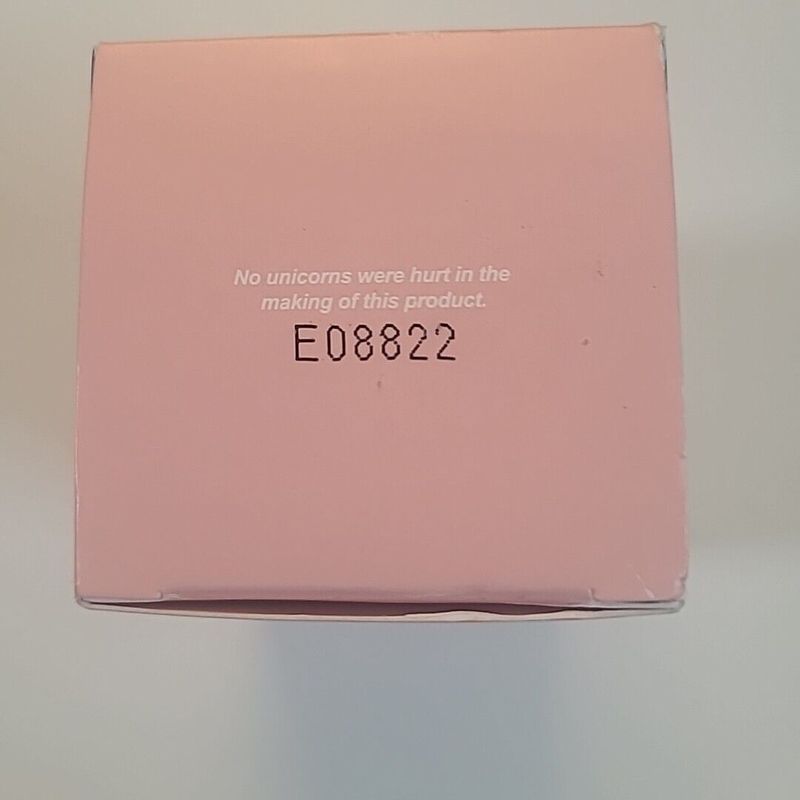 No unicorns were hurt in the
making of this product.
E08822